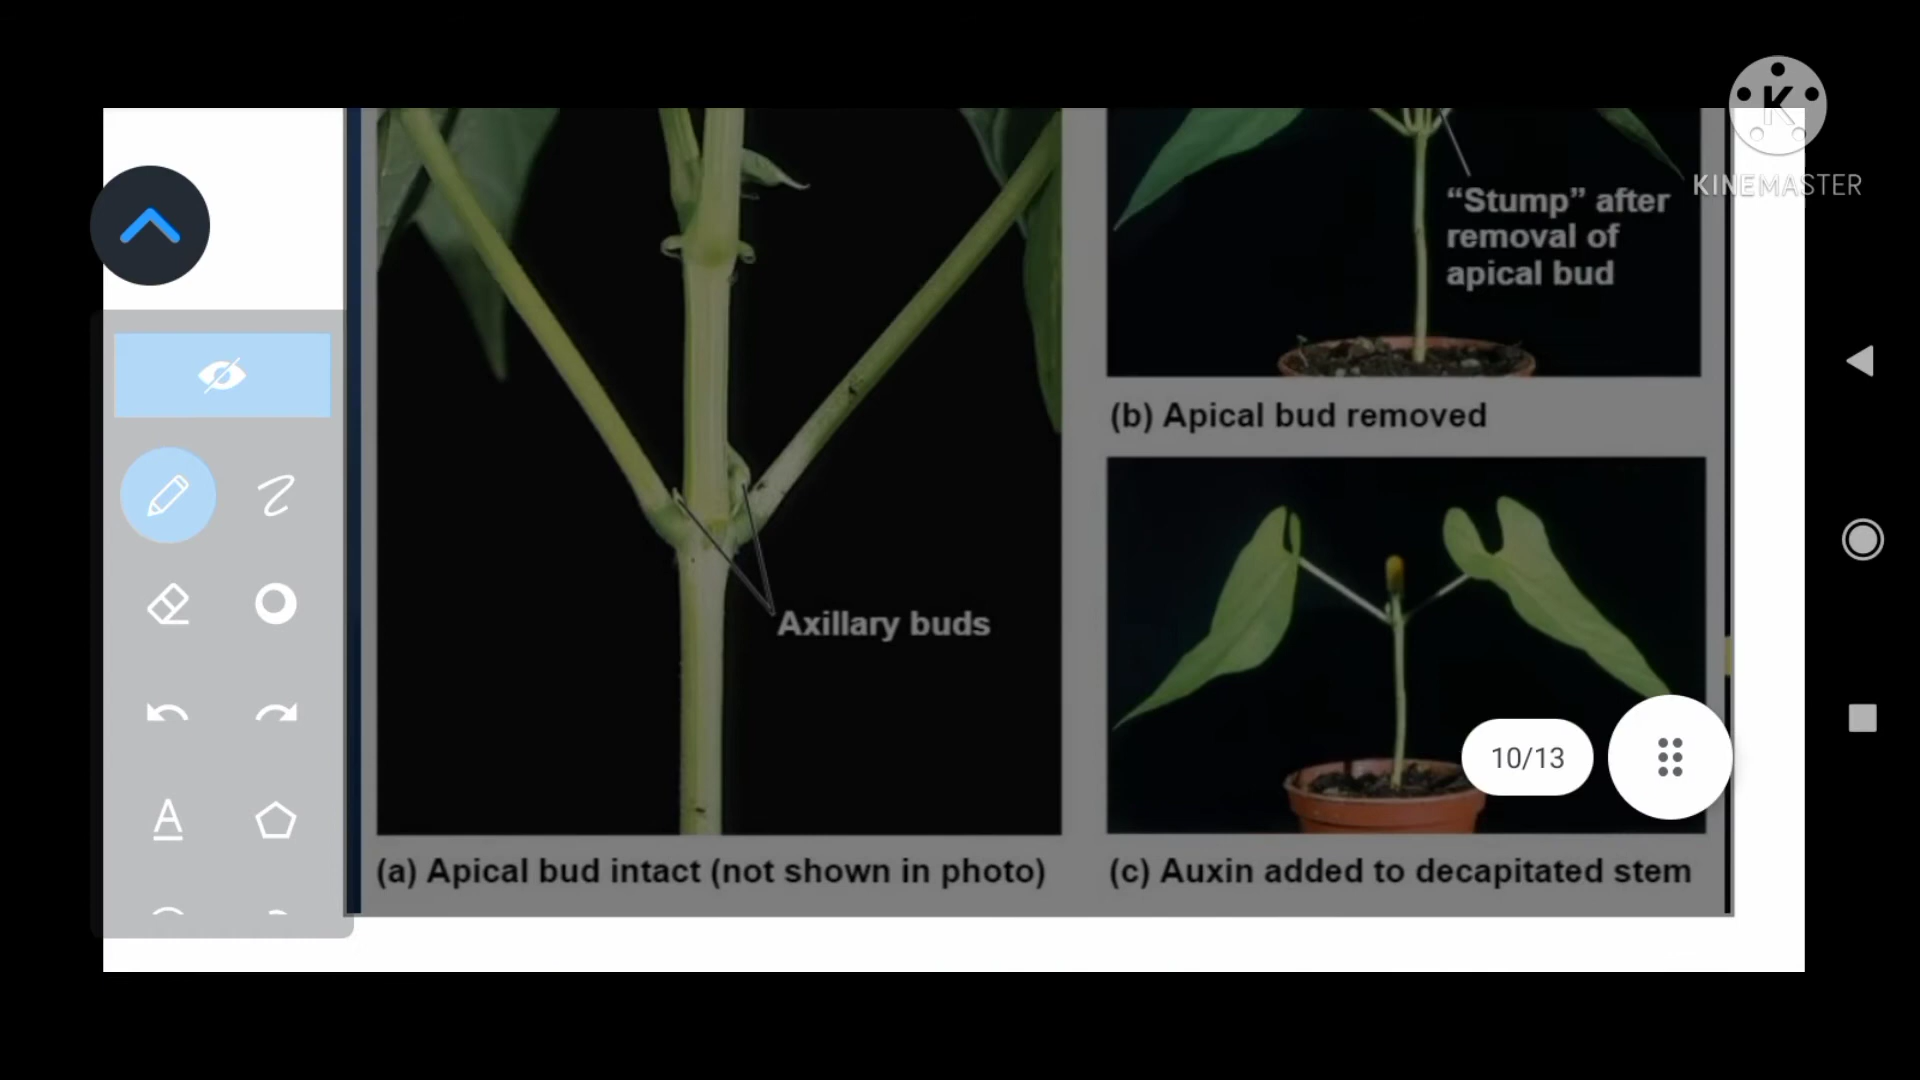 K
KINEMASTER
“Stump” after
removal of
apical bud
(b) Apical bud removed
Axillary buds
10/13
A
(a) Apical bud intact (not shown in photo)
(c) Auxin added to decapitated stem